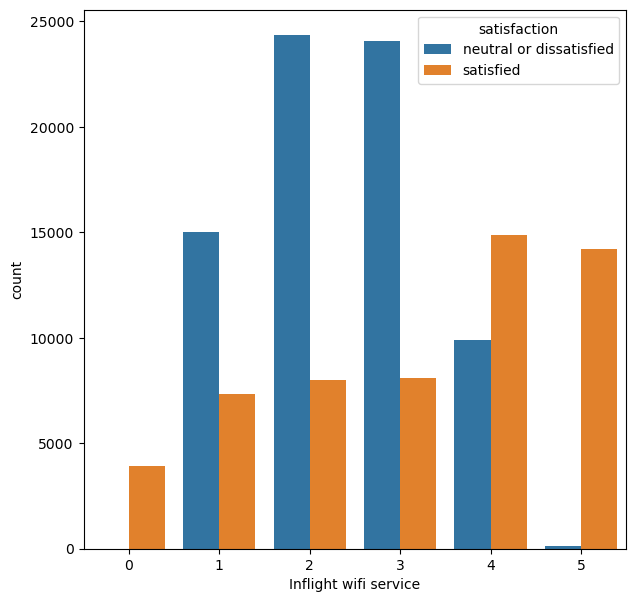 satisfaction
neutral or dissatisfied
satisfied
25000
20000
15000
10000
5000
0
count
0 1 2 3 4 5
Inflight wifi service